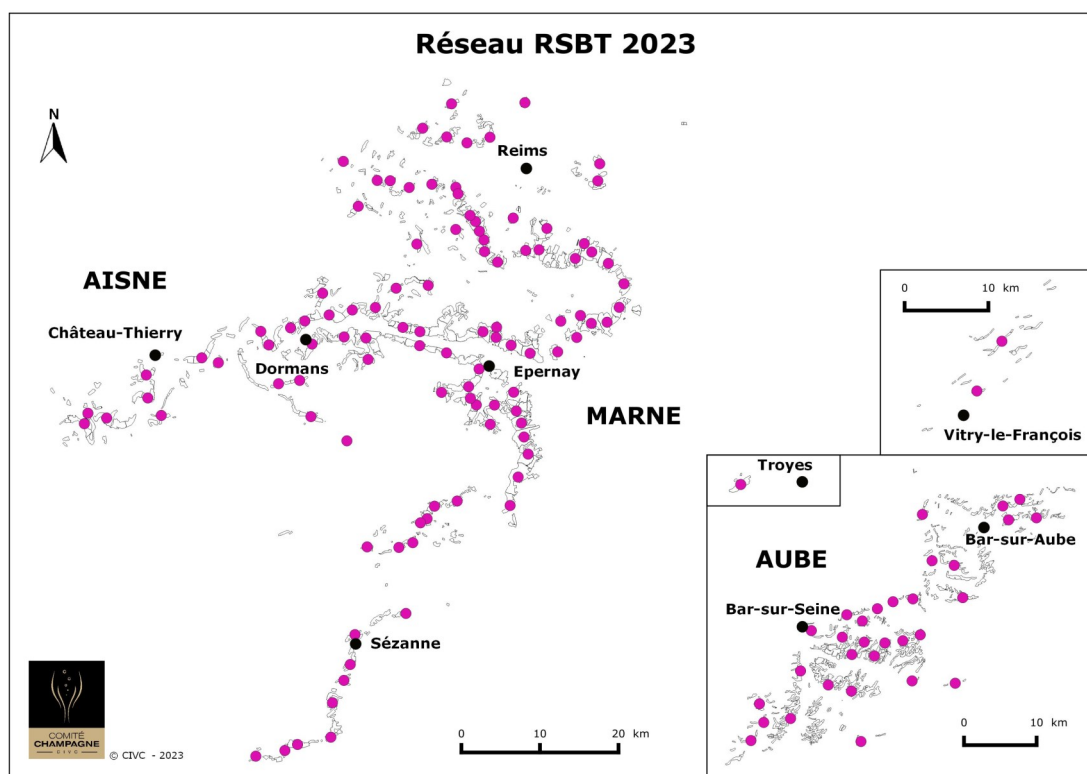 Réseau RSBT 2023
N
Reims
AISNE
Château-Thierry
Dormans
Epernay
MARNE
0 10 km
Vitry-le-François
Troyes
Bar-sur-Aube
AUBE
Bar-sur-Seine
Sézanne
0 10 20 km
0 10 km
COMITÉ
CHAMPAGNE
CIVC
© CIVC - 2023